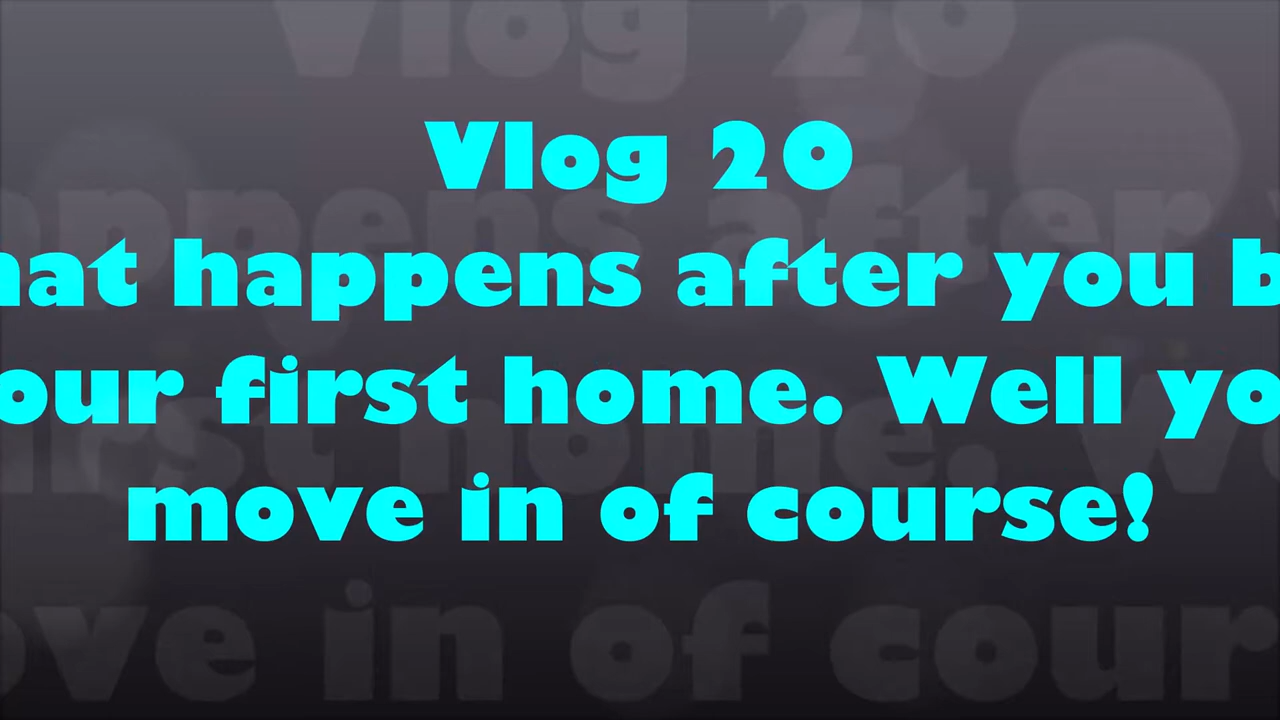 Vlog 20
hat happens after you b
our first home. Well yo
move in of course!